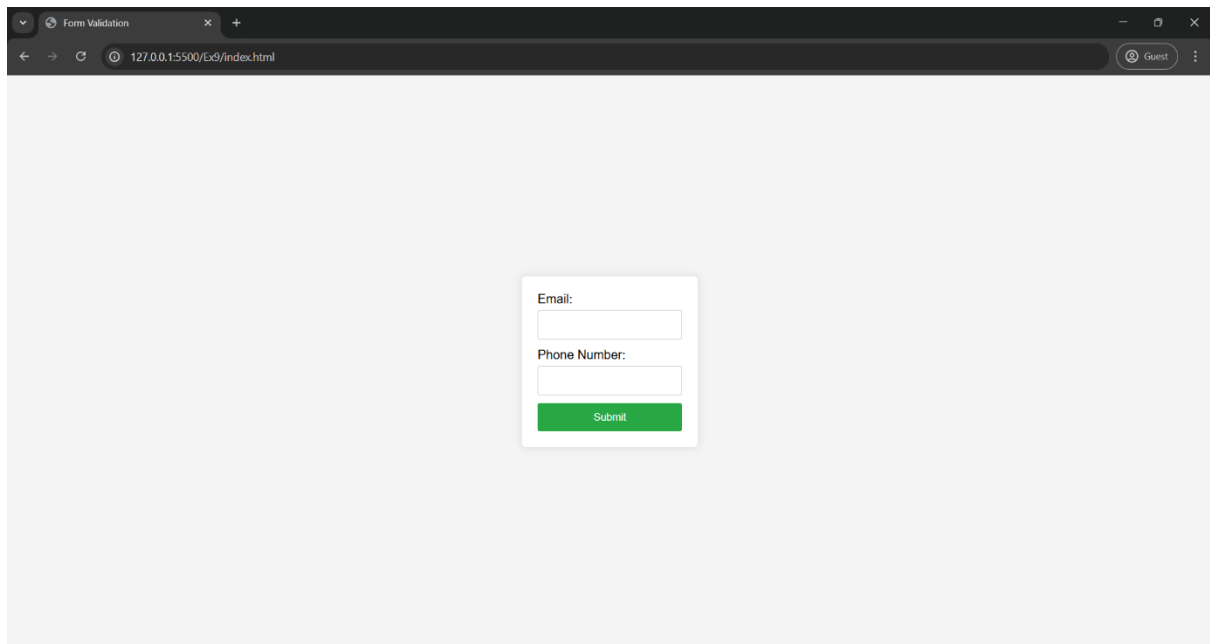 Form Validation
127.0.0.1:5500/Ex9/index.html
Guest
Email:
Phone Number:
Submit